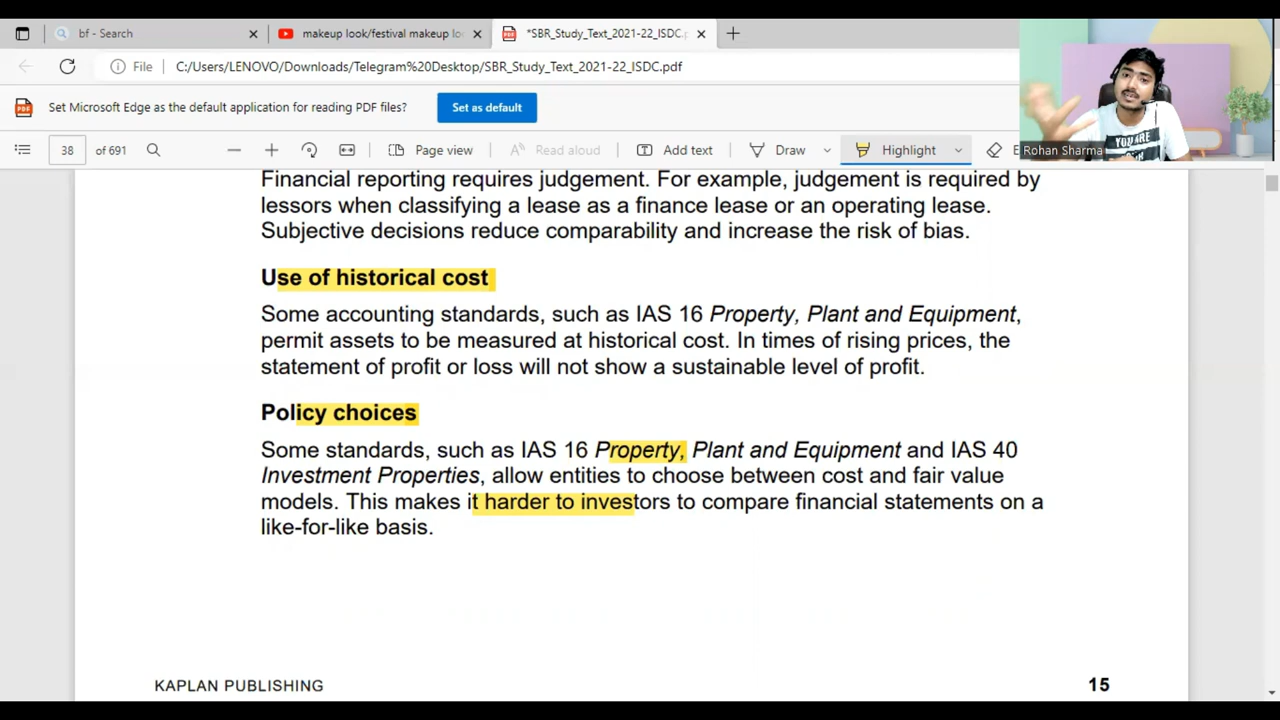 bf - Search
makeup look/festival makeup lo
*SBR_Study_Text_2021-22_ISDC.p
File
C:/Users/LENOVO/Downloads/Telegram%20Desktop/SBR_Study_Text_2021-22_ISDC.pdf
Set Microsoft Edge as the default application for reading PDF files?
Set as default
38 of 691
Page view
Read aloud
Add text
Draw
Highlight
E
YOU ARE
Rohan Sharma
Financial reporting requires judgement. For example, judgement is required by
lessors when classifying a lease as a finance lease or an operating lease.
Subjective decisions reduce comparability and increase the risk of bias.
Use of historical cost
Some accounting standards, such as IAS 16 Property, Plant and Equipment,
permit assets to be measured at historical cost. In times of rising prices, the
statement of profit or loss will not show a sustainable level of profit.
Policy choices
Some standards, such as IAS 16 Property, Plant and Equipment and IAS 40
Investment Properties, allow entities to choose between cost and fair value
models. This makes it harder to investors to compare financial statements on a
like-for-like basis.
KAPLAN PUBLISHING
15